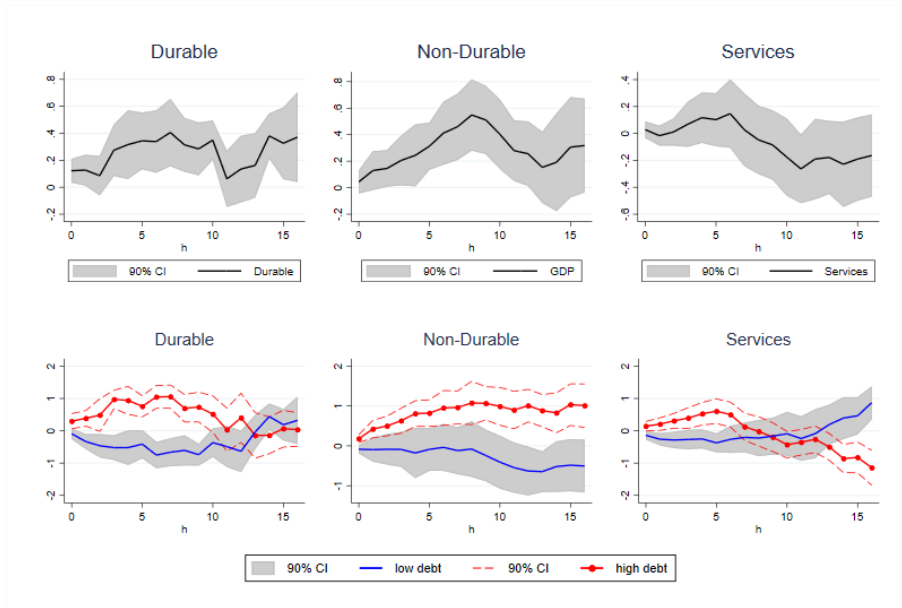 Durable
.8
.6
.4
.2
0
-.2
0 5 10 15
h
90% CI Durable
Non-Durable
.8
.6
.4
.2
0
-.2
0 5 10 15
h
90% CI GDP
Services
.4
.2
0
-.2
-.4
-.6
0 5 10 15
h
90% CI Services
Durable
2
1
0
-1
-2
0 5 10 15
h
Non-Durable
2
1
0
-1
0 5 10 15
h
Services
2
1
0
-1
-2
0 5 10 15
h
90% CI low debt 90% CI high debt